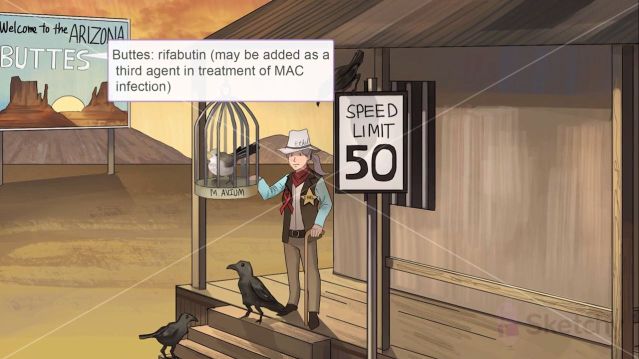 Welcome to the ARIZONA
BUTTES
Buttes: rifabutin (may be added as a
third agent in treatment of MAC
infection)
SPEED
LIMIT
50
M. AVIUM
Sketchy